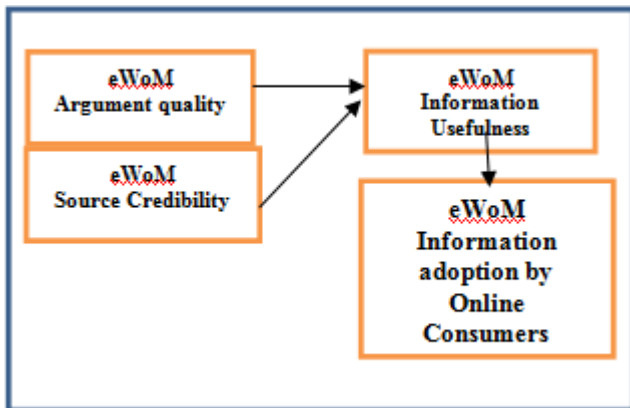 eWoM
Argument quality
eWoM
Source Credibility
eWoM
Information
Usefulness
eWoM
Information
adoption by
Online
Consumers